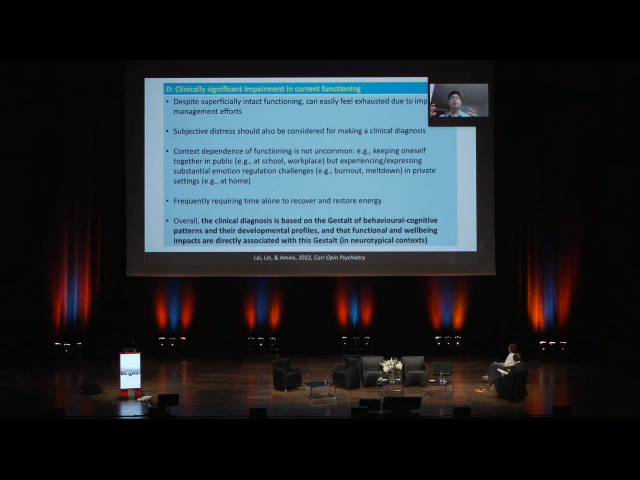 D: Clinically significant impairment in current functioning
• Despite superficially intact functioning, can easily feel exhausted due to imp
management efforts
• Subjective distress should also be considered for making a clinical diagnosis
• Context dependence of functioning is not uncommon: e.g., keeping oneself
together in public (e.g., at school, workplace) but experiencing/expressing
substantial emotion regulation challenges (e.g., burnout, meltdown) in private
settings (e.g., at home)
• Frequently requiring time alone to recover and restore energy
• Overall, the clinical diagnosis is based on the Gestalt of behavioural-cognitive
patterns and their developmental profiles, and that functional and wellbeing
impacts are directly associated with this Gestalt (in neurotypical contexts)
Lai, Lin, & Ameis, 2022, Curr Opin Psychiatry